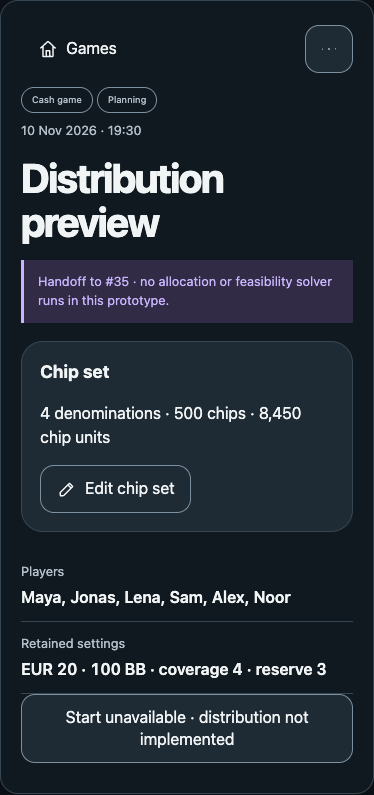 Games
...
Cash game
Planning
10 Nov 2026 · 19:30
Distribution
preview
Handoff to #35 · no allocation or feasibility solver
runs in this prototype.
Chip set
4 denominations · 500 chips · 8,450
chip units
Edit chip set
Players
Maya, Jonas, Lena, Sam, Alex, Noor
Retained settings
EUR 20 · 100 BB · coverage 4 · reserve 3
Start unavailable · distribution not
implemented